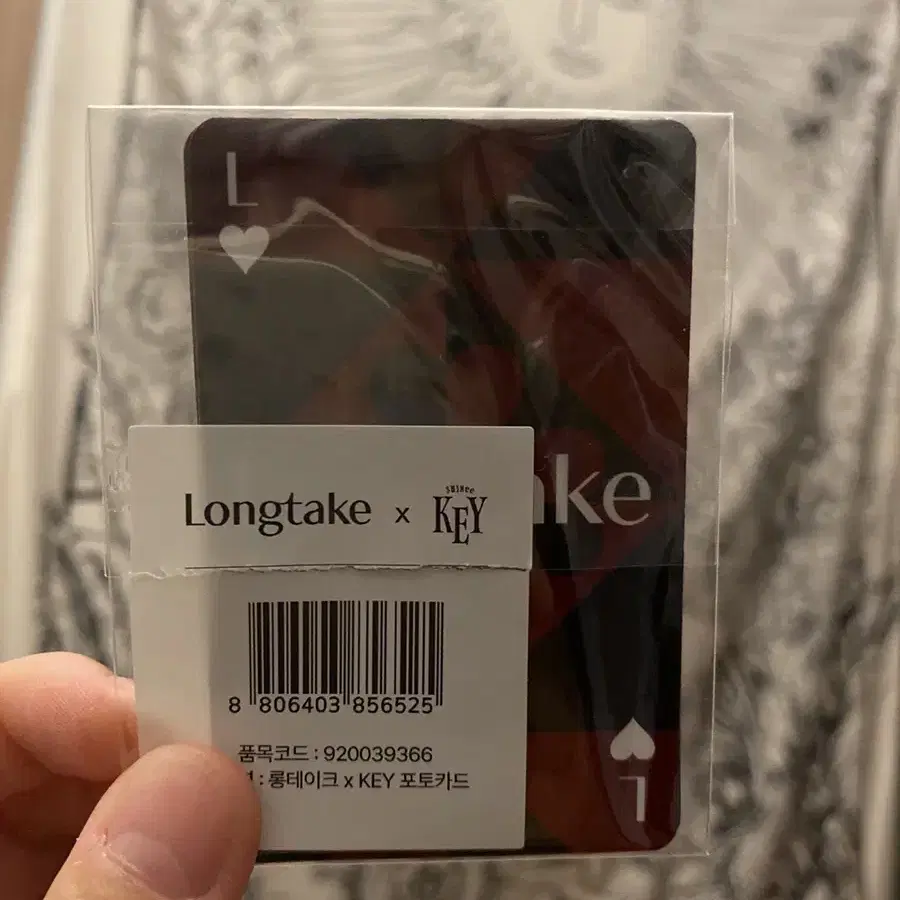 L
ake
Longtake x SHINee KEY
8 806403 856525
품목코드 : 920039366
: 롱테이크 x KEY 포토카드
L